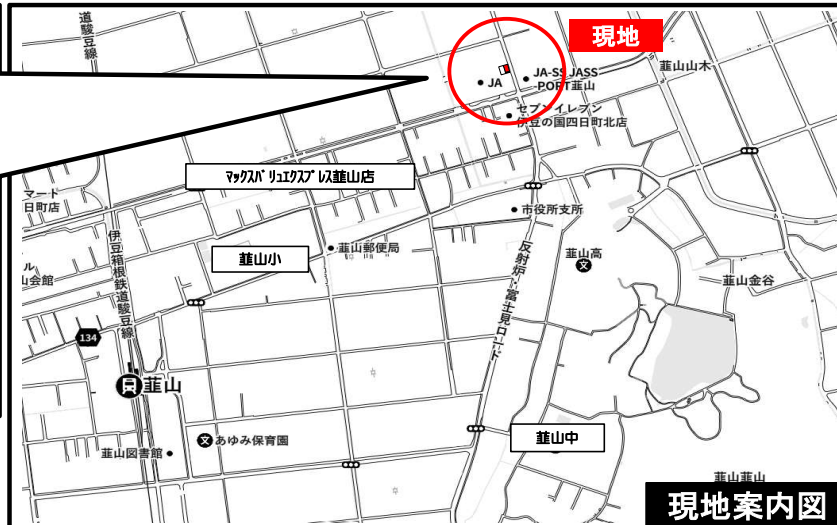 道駿豆線
現地
韮山山木
JA
JA-SS JASS
-PORT韮山
セブンイレブン
伊豆の国四日町北店
マックスバリュエクスプレス韮山店
マート
日町店
市役所支所
伊豆箱根鉄道駿豆線
韮山小
韮山郵便局
反射炉・富士見ロード
韮山高
文
ル
山会館
韮山金谷
134
韮山
文
あゆみ保育園
韮山中
韮山図書館
韮山韮山
現地案内図